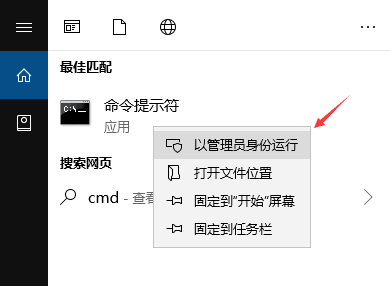 最佳匹配
C:\.
命令提示符
应用
以管理员身份运行
打开文件位置
固定到"开始"屏幕
固定到任务栏
搜索网页
cmd - 查看